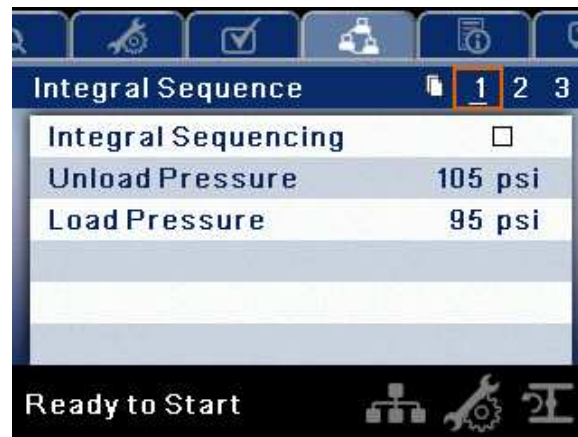 Integral Sequence 1 2 3
Integral Sequencing
Unload Pressure 105 psi
Load Pressure 95 psi
Ready to Start